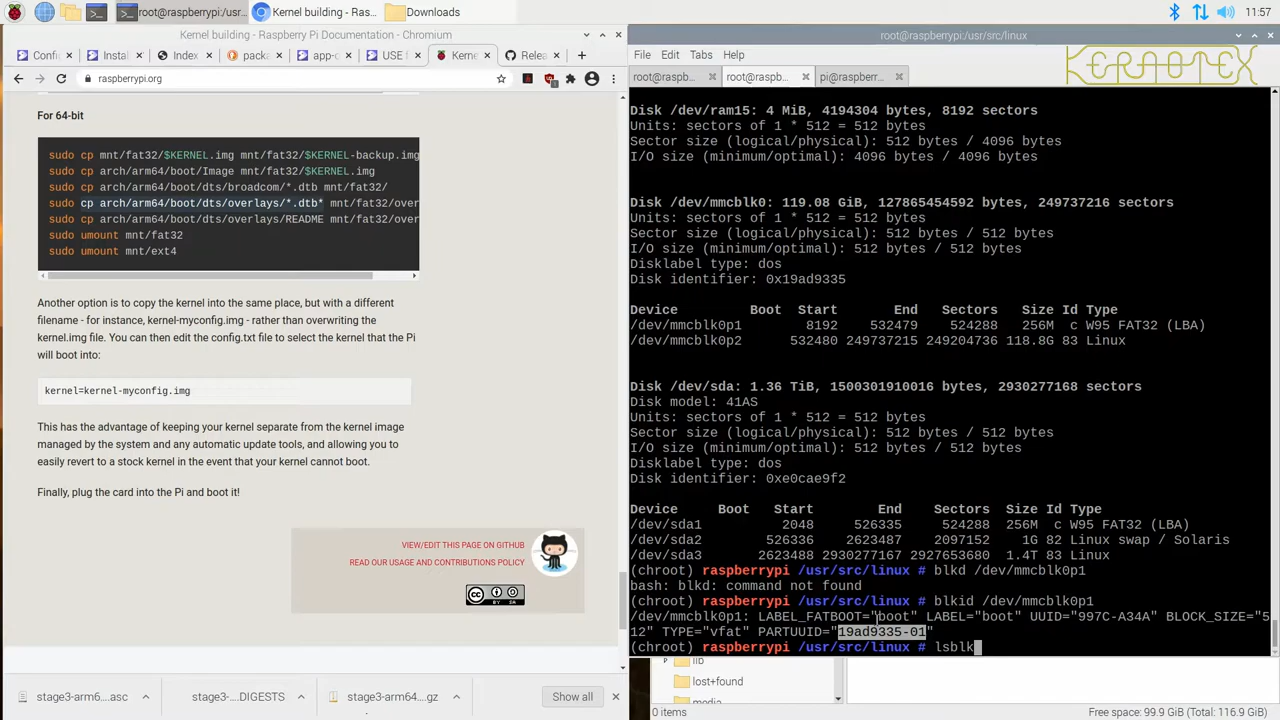 root@raspberrypi:/usr...
Kernel building - Ras...
Downloads
11:57
Kernel building - Raspberry Pi Documentation - Chromium
Config
Instal
Index
packa
app-c
USE f
Kerne
Relea
raspberrypi.org
For 64-bit
sudo cp mnt/fat32/$KERNEL.img mnt/fat32/$KERNEL-backup.img
sudo cp arch/arm64/boot/Image mnt/fat32/$KERNEL.img
sudo cp arch/arm64/boot/dts/broadcom/*.dtb mnt/fat32/
sudo cp arch/arm64/boot/dts/overlays/*.dtb* mnt/fat32/over
sudo cp arch/arm64/boot/dts/overlays/README mnt/fat32/over
sudo umount mnt/fat32
sudo umount mnt/ext4
Another option is to copy the kernel into the same place, but with a different
filename - for instance, kernel-myconfig.img - rather than overwriting the
kernel.img file. You can then edit the config.txt file to select the kernel that the Pi
will boot into:
kernel=kernel-myconfig.img
This has the advantage of keeping your kernel separate from the kernel image
managed by the system and any automatic update tools, and allowing you to
easily revert to a stock kernel in the event that your kernel cannot boot.
Finally, plug the card into the Pi and boot it!
VIEW/EDIT THIS PAGE ON GITHUB
READ OUR USAGE AND CONTRIBUTIONS POLICY
CC BY SA
stage3-arm6....asc
stage3-....DIGESTS
stage3-arm64....gz
Show all
root@raspberrypi:/usr/src/linux
File Edit Tabs Help
KEROTEX
root@raspb...
root@raspb...
pi@raspberr...
Disk /dev/ram15: 4 MiB, 4194304 bytes, 8192 sectors
Units: sectors of 1 * 512 = 512 bytes
Sector size (logical/physical): 512 bytes / 4096 bytes
I/O size (minimum/optimal): 4096 bytes / 4096 bytes
Disk /dev/mmcblk0: 119.08 GiB, 127865454592 bytes, 249737216 sectors
Units: sectors of 1 * 512 = 512 bytes
Sector size (logical/physical): 512 bytes / 512 bytes
I/O size (minimum/optimal): 512 bytes / 512 bytes
Disklabel type: dos
Disk identifier: 0x19ad9335
Device Boot Start End Sectors Size Id Type
/dev/mmcblk0p1 8192 532479 524288 256M c W95 FAT32 (LBA)
/dev/mmcblk0p2 532480 249737215 249204736 118.8G 83 Linux
Disk /dev/sda: 1.36 TiB, 1500301910016 bytes, 2930277168 sectors
Disk model: 41AS
Units: sectors of 1 * 512 = 512 bytes
Sector size (logical/physical): 512 bytes / 512 bytes
I/O size (minimum/optimal): 512 bytes / 512 bytes
Disklabel type: dos
Disk identifier: 0xe0cae9f2
Device Boot Start End Sectors Size Id Type
/dev/sda1 2048 526335 524288 256M c W95 FAT32 (LBA)
/dev/sda2 526336 2623487 2097152 1G 82 Linux swap / Solaris
/dev/sda3 2623488 2930277167 2927653680 1.4T 83 Linux
(chroot) raspberrypi /usr/src/linux # blkd /dev/mmcblk0p1
bash: blkd: command not found
(chroot) raspberrypi /usr/src/linux # blkid /dev/mmcblk0p1
/dev/mmcblk0p1: LABEL_FATBOOT="boot" LABEL="boot" UUID="997C-A34A" BLOCK_SIZE="5
12" TYPE="vfat" PARTUUID="19ad9335-01"
(chroot) raspberrypi /usr/src/linux # lsblk
lib
lost+found
media
0 items
Free space: 99.9 GiB (Total: 116.9 GiB)